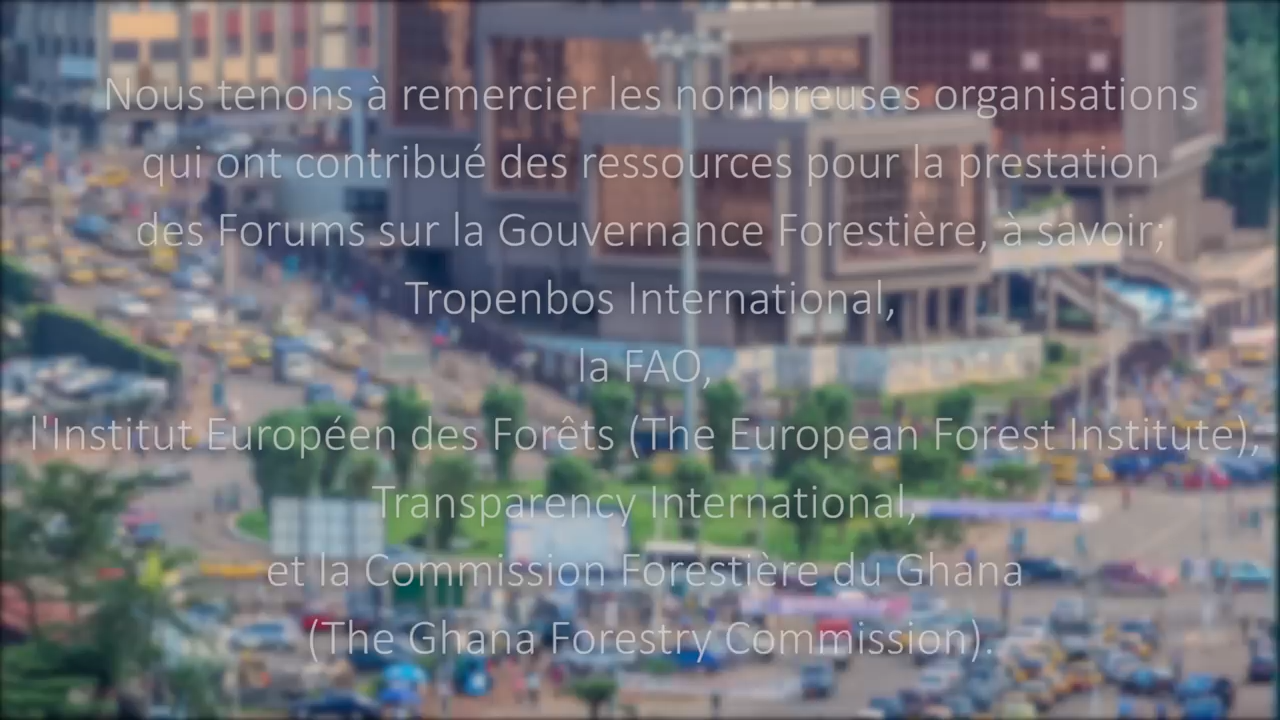 Nous tenons à remercier les nombreuses organisations
qui ont contribué des ressources pour la prestation
des Forums sur la Gouvernance Forestière, à savoir;
Tropenbos International,
la FAO,
l'Institut Européen des Forêts (The European Forest Institute),
Transparency International,
et la Commission Forestière du Ghana
(The Ghana Forestry Commission).